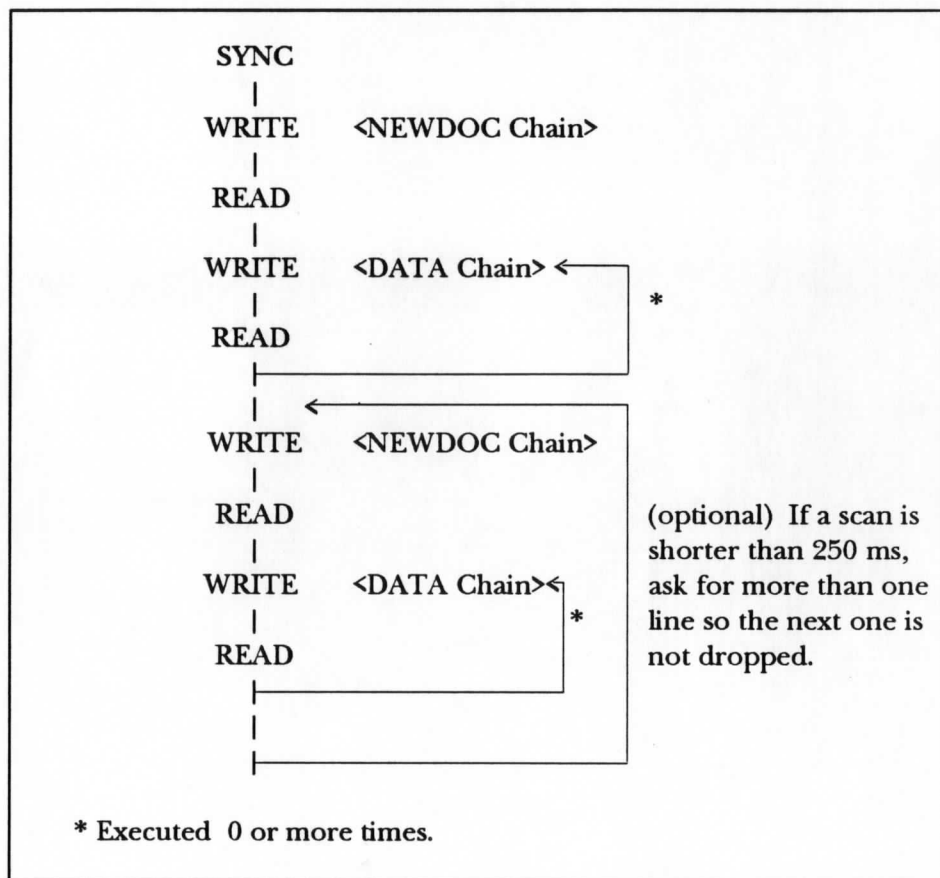 SYNC
WRITE <NEWDOC Chain>
READ
WRITE <DATA Chain>
*
READ
WRITE <NEWDOC Chain>
READ
(optional) If a scan is
shorter than 250 ms,
ask for more than one
line so the next one is
not dropped.
WRITE <DATA Chain>
*
READ
* Executed 0 or more times.